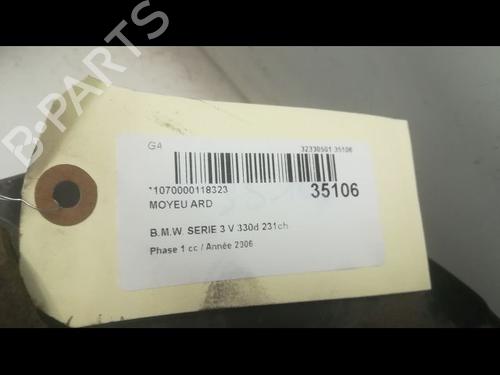 B-PARTS
G4
32330501 35106
*1070000118323
35106
MOYEU ARD
B.M.W. SERIE 3 V 330d 231ch
Phase 1 cc / Année 2006